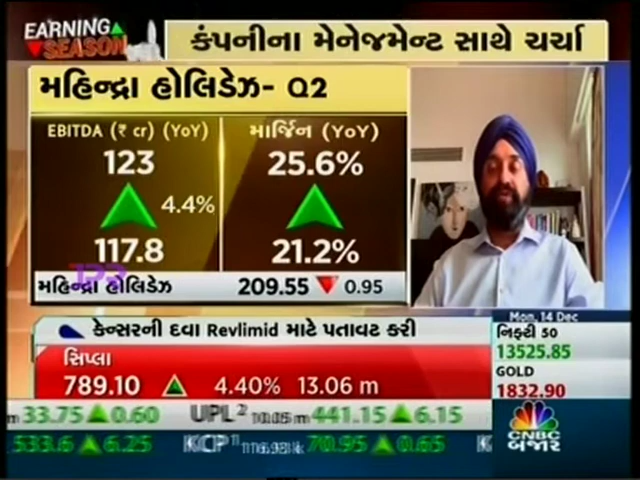 EARNING
SEASON
કંપનીના મેનેજમેન્ટ સાથે ચર્ચા
મહિન્દ્રા હોલિડેઝ- Q2
EBITDA (₹ cr) (YoY)
માર્જિન (YoY)
123
25.6%
4.4%
117.8
21.2%
મહિન્દ્રા હોલિડેઝ 209.55 0.95
કેન્સરની દવા Revlimid માટે પતાવટ કરી
સિપ્લા
789.10 4.40% 13.06 m
Mon, 14 Dec
નિફ્ટી 50
13525.85
GOLD
1832.90
m 33.75 0.60 UPL 441.15 6.15
533.6 6.25 KCP 70.95 0.65
CNBC
બજાર